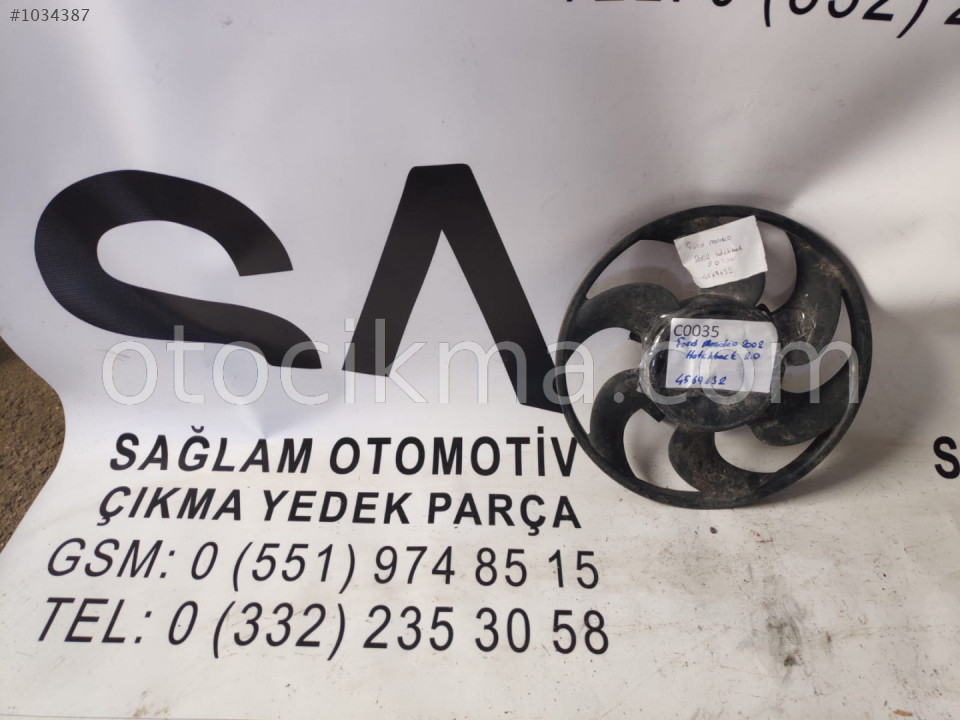 #1034387
SA
otocikma.com
SAĞLAM OTOMOTİV
ÇIKMA YEDEK PARÇA
GSM: 0 (551) 974 85 15
TEL: 0 (332) 235 30 58
2002
C0035
Ford Mondeo 2002
Hatchback 2.0
S